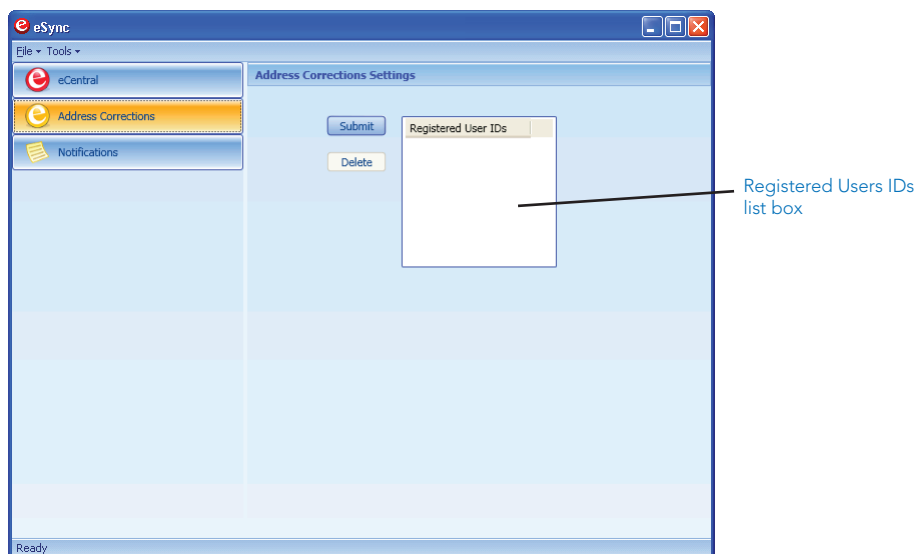 eSync
File Tools
eCentral
Address Corrections
Notifications
Address Corrections Settings
Submit
Delete
Registered User IDs
Registered Users IDs
list box
Ready